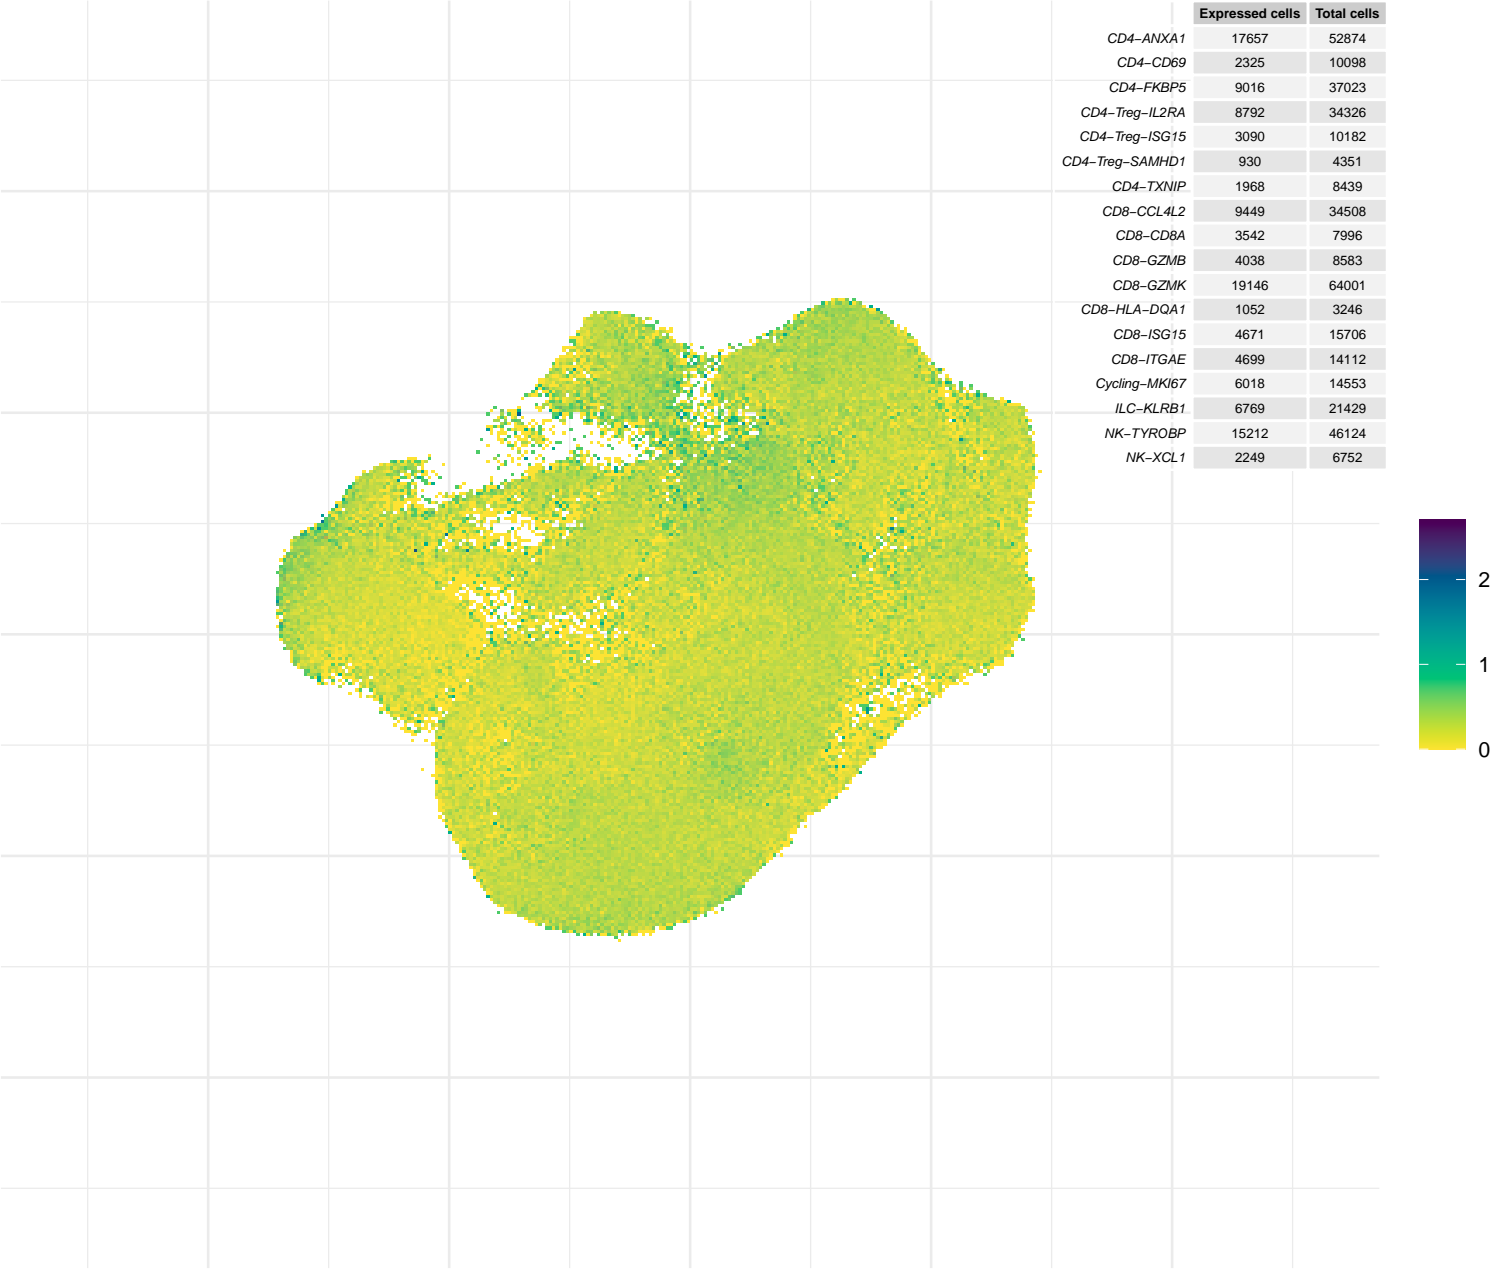 Expressed cells Total cells
CD4−ANXA1 17657 52874
CD4−CD69 2325 10098
CD4−FKBP5 9016 37023
CD4−Treg−IL2RA 8792 34326
CD4−Treg−ISG15 3090 10182
CD4−Treg−SAMHD1 930 4351
CD4−TXNIP 1968 8439
CD8−CCL4L2 9449 34508
CD8−CD8A 3542 7996
CD8−GZMB 4038 8583
CD8−GZMK 19146 64001
CD8−HLA−DQA1 1052 3246
CD8−ISG15 4671 15706
CD8−ITGAE 4699 14112
Cycling−MKI67 6018 14553
ILC−KLRB1 6769 21429
NK−TYROBP 15212 46124
NK−XCL1 2249 6752
2
1
0